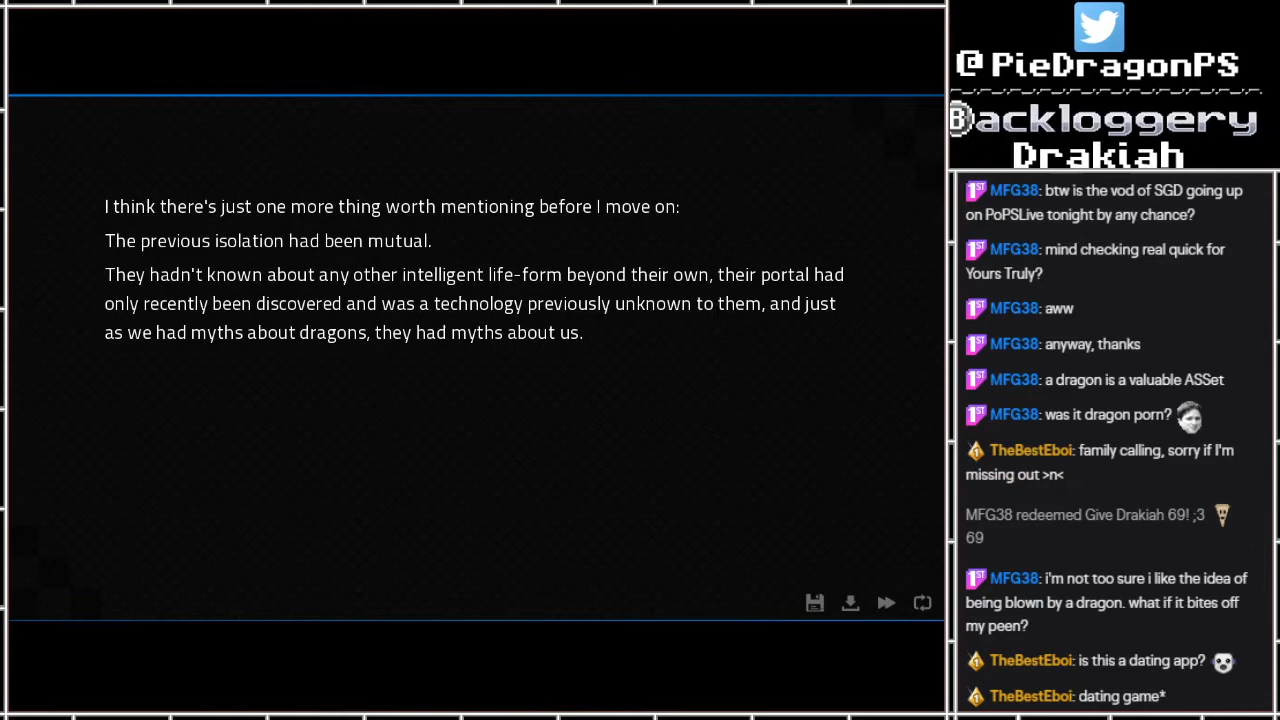 I think there's just one more thing worth mentioning before I move on:
The previous isolation had been mutual.
They hadn't known about any other intelligent life-form beyond their own, their portal had
only recently been discovered and was a technology previously unknown to them, and just
as we had myths about dragons, they had myths about us.
@PieDragonPS
Backloggery
Drakiah
MFG38: btw is the vod of SGD going up
on PoPSLive tonight by any chance?
MFG38: mind checking real quick for
Yours Truly?
MFG38: aww
MFG38: anyway, thanks
MFG38: a dragon is a valuable ASSet
MFG38: was it dragon porn?
TheBestEboi: family calling, sorry if I'm
missing out >n<
MFG38 redeemed Give Drakiah 69! ;3
69
MFG38: i'm not too sure i like the idea of
being blown by a dragon. what if it bites off
my peen?
TheBestEboi: is this a dating app?
TheBestEboi: dating game*